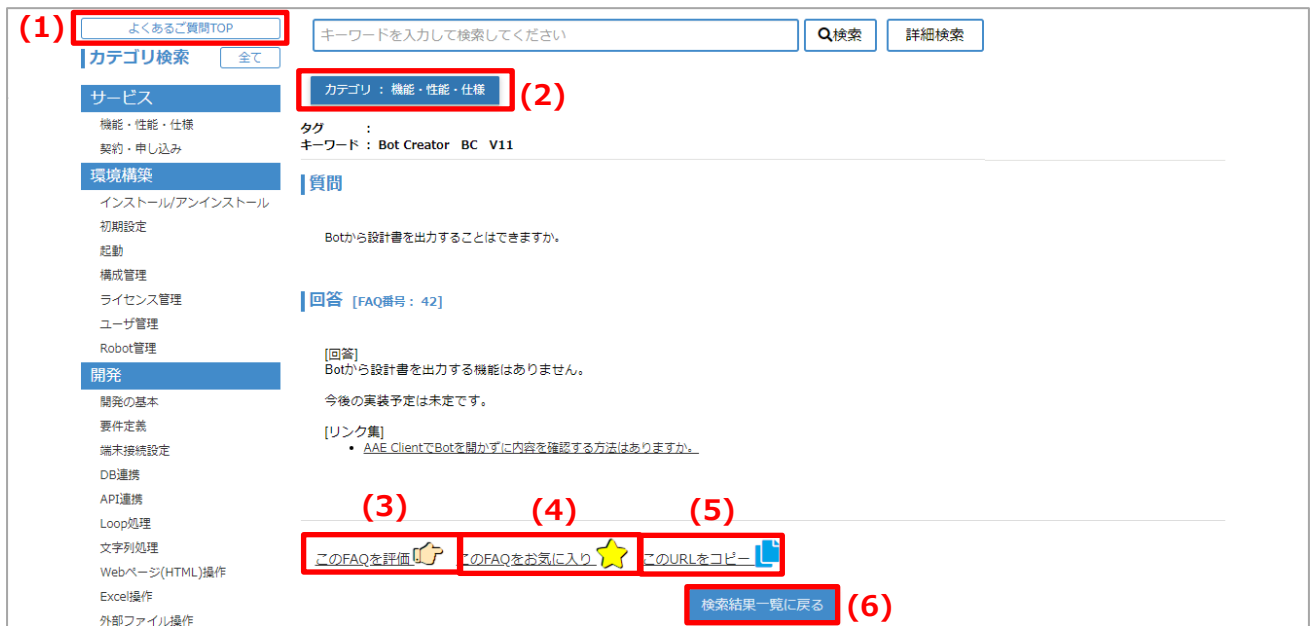 (1)
よくあるご質問TOP
カテゴリ検索
全て
サービス
機能・性能・仕様
契約・申し込み
環境構築
インストール/アンインストール
初期設定
起動
構成管理
ライセンス管理
ユーザ管理
Robot管理
開発
開発の基本
要件定義
端末接続設定
DB連携
API連携
Loop処理
文字列処理
Webページ(HTML)操作
Excel操作
外部ファイル操作
キーワードを入力して検索してください
検索
詳細検索
カテゴリ : 機能・性能・仕様
(2)
タグ :
キーワード : Bot Creator BC V11
質問
Botから設計書を出力することはできますか。
回答 [FAQ番号: 42]
[回答]
Botから設計書を出力する機能はありません。
今後の実装予定は未定です。
[リンク集]
• AAE ClientでBotを開かずに内容を確認する方法はありますか。
(3)
(4)
(5)
このFAQを評価
このFAQをお気に入り
このURLをコピー
検索結果一覧に戻る
(6)